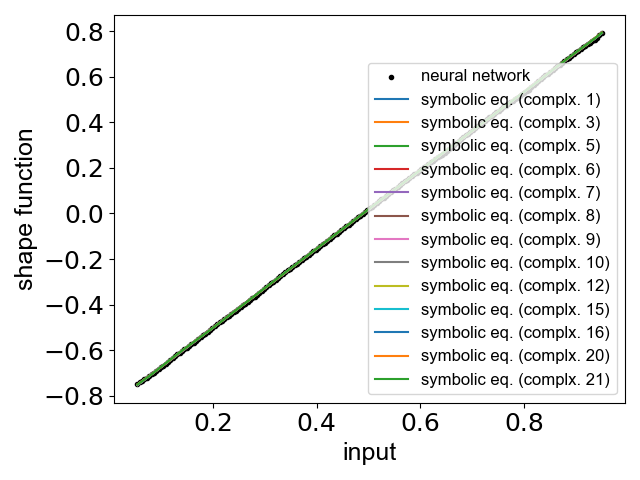 0.8
0.6
0.4
0.2
0.0
−0.2
−0.4
−0.6
−0.8
shape function
neural network
symbolic eq. (complx. 1)
symbolic eq. (complx. 3)
symbolic eq. (complx. 5)
symbolic eq. (complx. 6)
symbolic eq. (complx. 7)
symbolic eq. (complx. 8)
symbolic eq. (complx. 9)
symbolic eq. (complx. 10)
symbolic eq. (complx. 12)
symbolic eq. (complx. 15)
symbolic eq. (complx. 16)
symbolic eq. (complx. 20)
symbolic eq. (complx. 21)
0.2 0.4 0.6 0.8
input